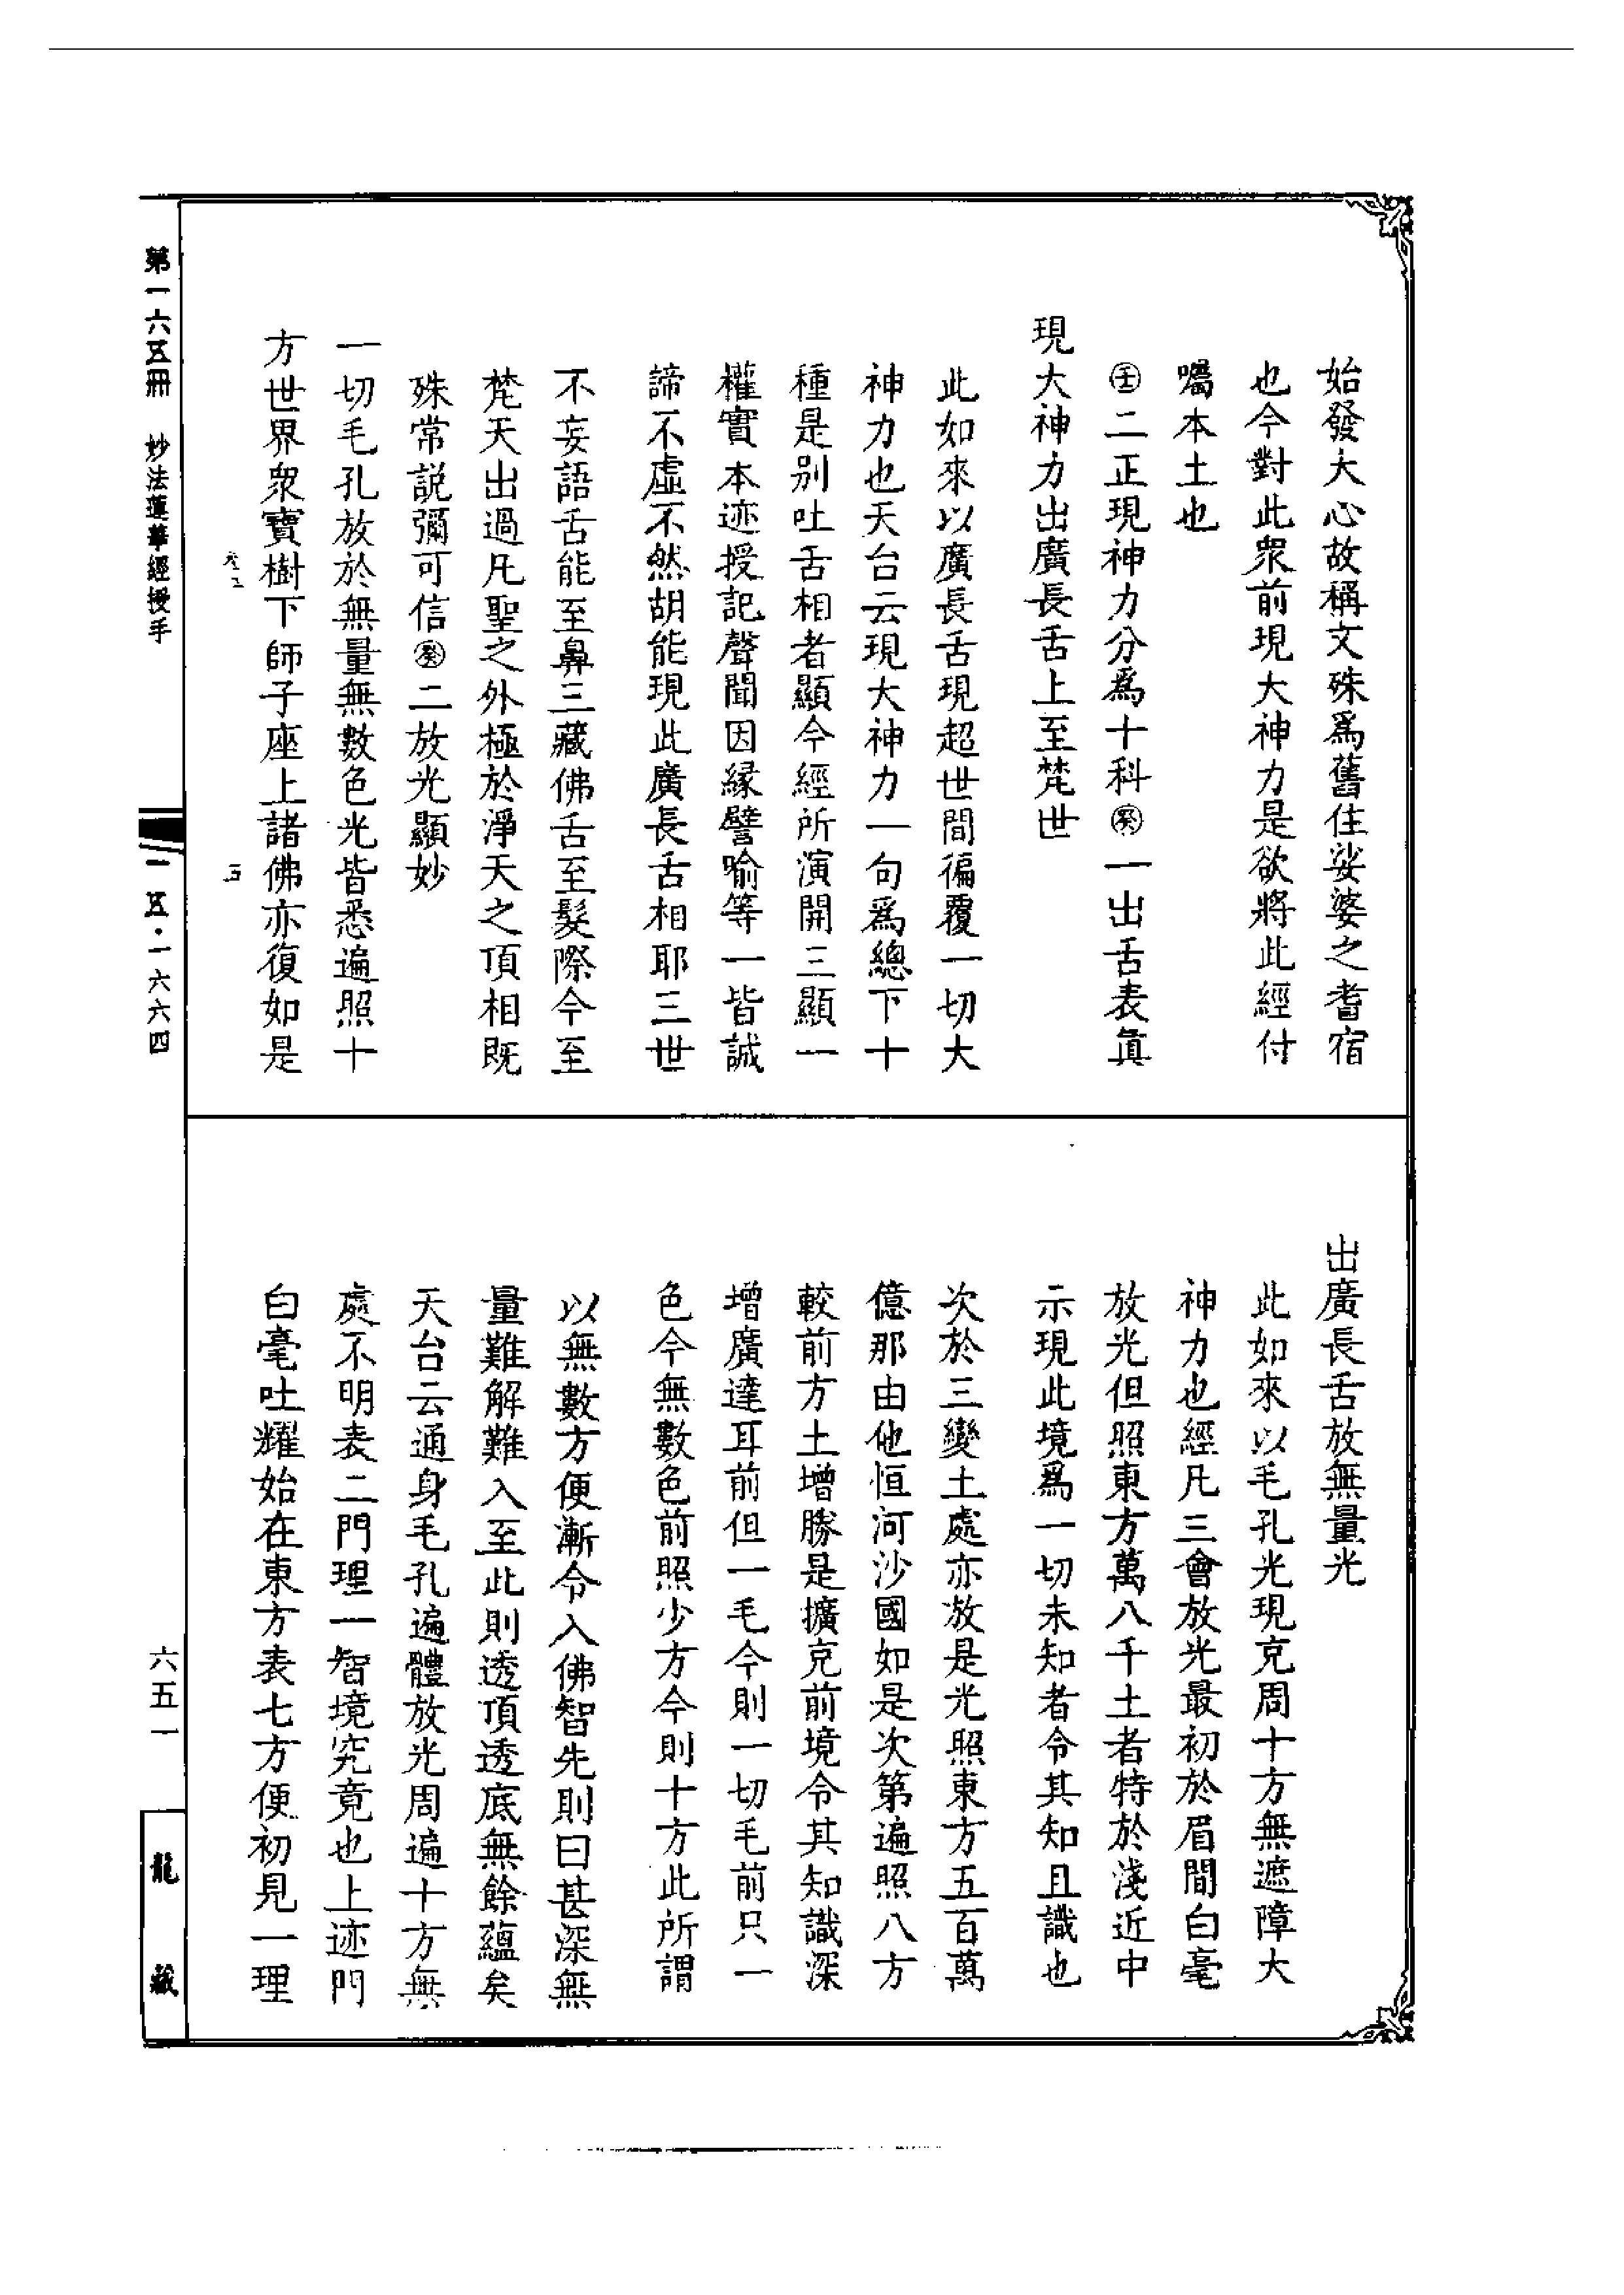 始發大心故稱文殊爲舊住娑婆之耆宿
也今對此衆前現大神力是欲將此經付
囑本土也
㊂壬二正現神力分爲十科癸一出舌表眞
現大神力出廣長舌上至梵世
此如來以廣長舌現超世間徧覆一切大
神力也天台云現大神力一句爲總下十
種是别吐舌相者顯今經所演開三顯一
權實本迹授記聲聞因緣譬喻等一皆誠
諦不虛不然胡能現此廣長舌相耶三世
不妄語舌能至鼻三藏佛舌至髮際今至
梵天出過凡聖之外極於淨天之頂相既
殊常説彌可信癸二放光顯妙
一切毛孔放於無量無數色光皆悉遍照十
方世界衆寶樹下師子座上諸佛亦復如是
出廣長舌放無量光
此如來以毛孔光現充周十方無遮障大
神力也經凡三會放光最初於眉間白毫
放光但照東方萬八千土者特於淺近中
示現此境爲一切未知者令其知且識也
次於三變土處亦放是光照東方五百萬
億那由他恒河沙國如是次第遍照八方
較前方土增勝是擴充前境令其知識深
增廣達耳前但一毛今則一切毛前只一
色今無數色前照少方今則十方此所謂
以無數方便漸令入佛智先則曰甚深無
量難解難入至此則透頂透底無餘蘊矣
天台云通身毛孔遍體放光周遍十方無
處不明表二門理一智境究竟也上迹門
白毫吐耀始在東方表七方便初見一理
第一六三冊 妙法蓮華經授手
一五·一六六四
六五一
龍藏